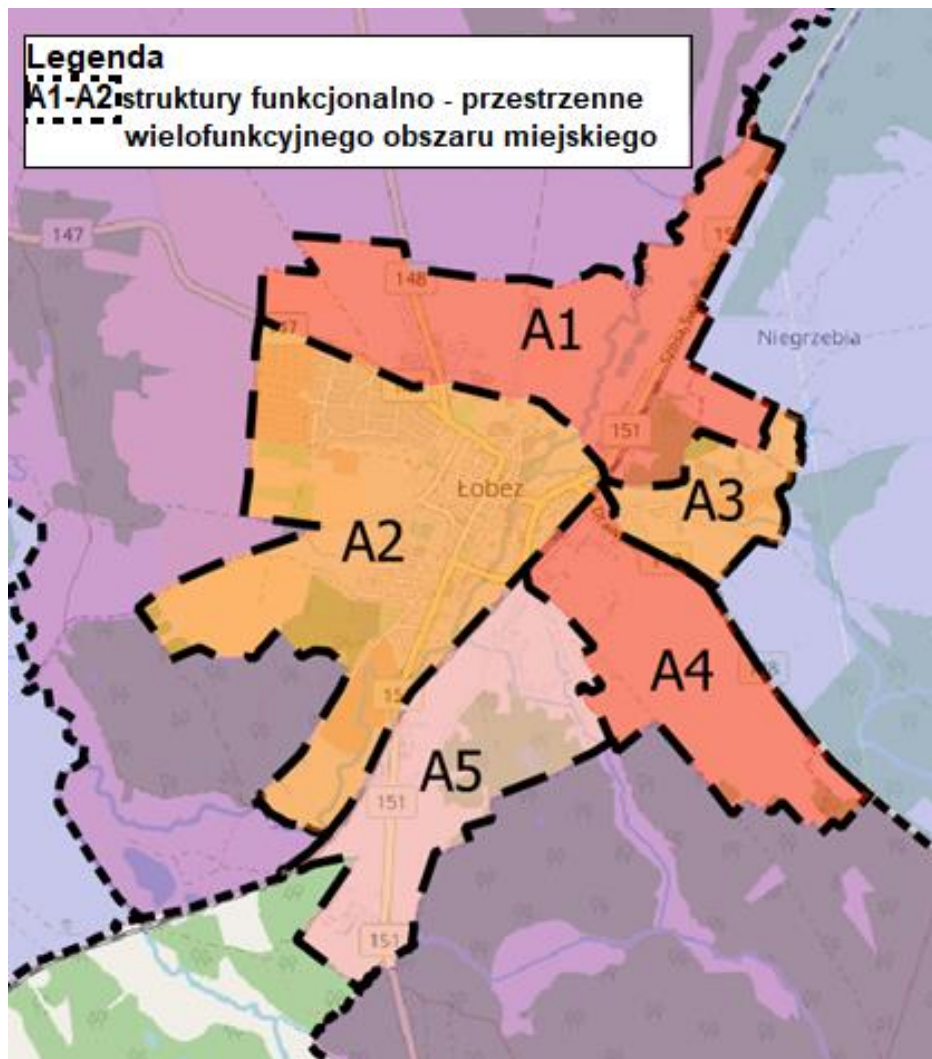 Legenda
A1-A2 struktury funkcjonalno - przestrzenne
wielofunkcyjnego obszaru miejskiego
147
148
A1
Niegrzebia
151
Łobez
A3
A2
A4
A5
151
151